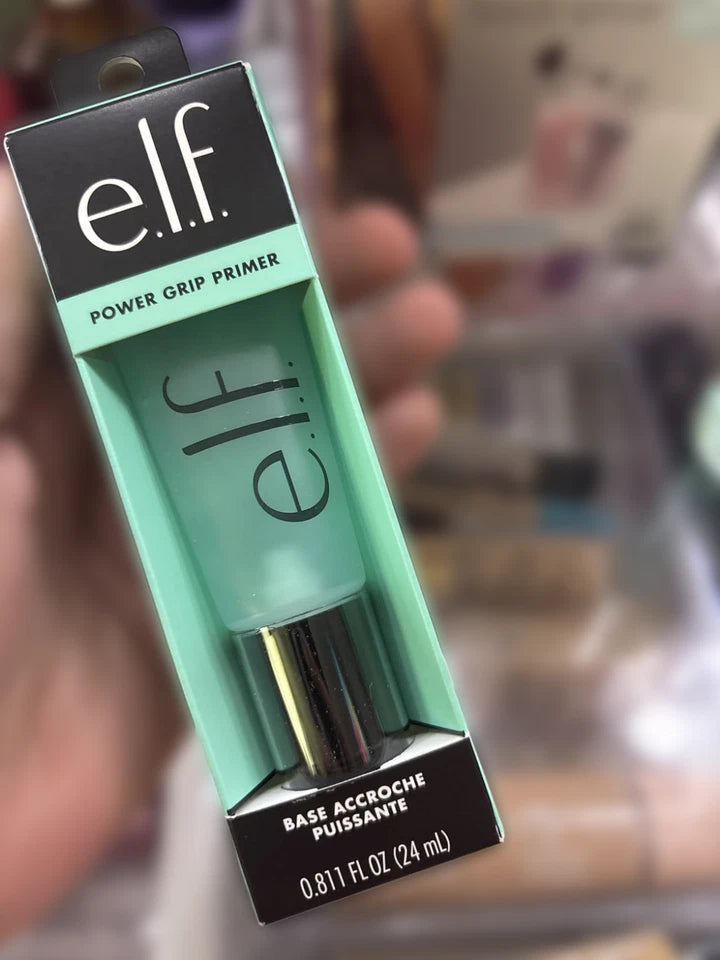 e.l.f.
POWER GRIP PRIMER
e.l.f.
BASE ACCROCHE
PUISSANTE
0.811 FL OZ (24 mL)